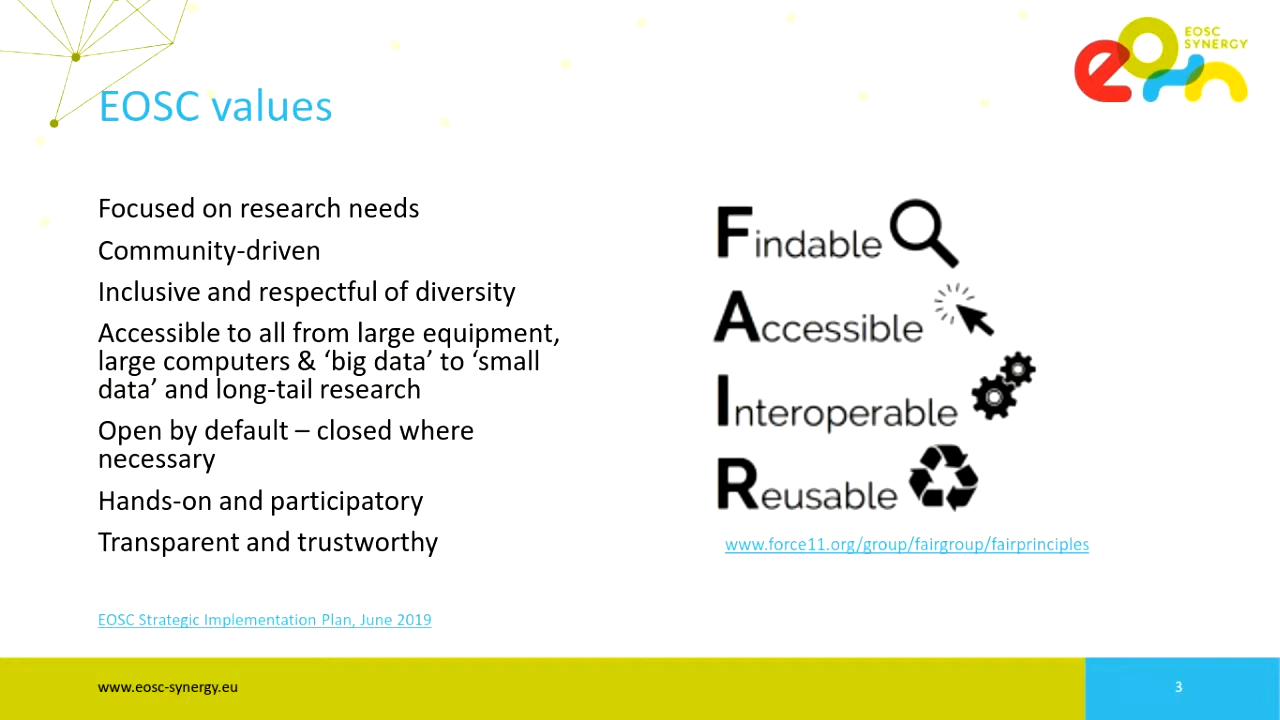 EOSC
SYNERGY
EOSC values
Focused on research needs
Community-driven
Inclusive and respectful of diversity
Accessible to all from large equipment,
large computers & ‘big data’ to ‘small
data’ and long-tail research
Open by default – closed where
necessary
Hands-on and participatory
Transparent and trustworthy
EOSC Strategic Implementation Plan, June 2019
Findable
Accessible
Interoperable
Reusable
www.force11.org/group/fairgroup/fairprinciples
www.eosc-synergy.eu
3